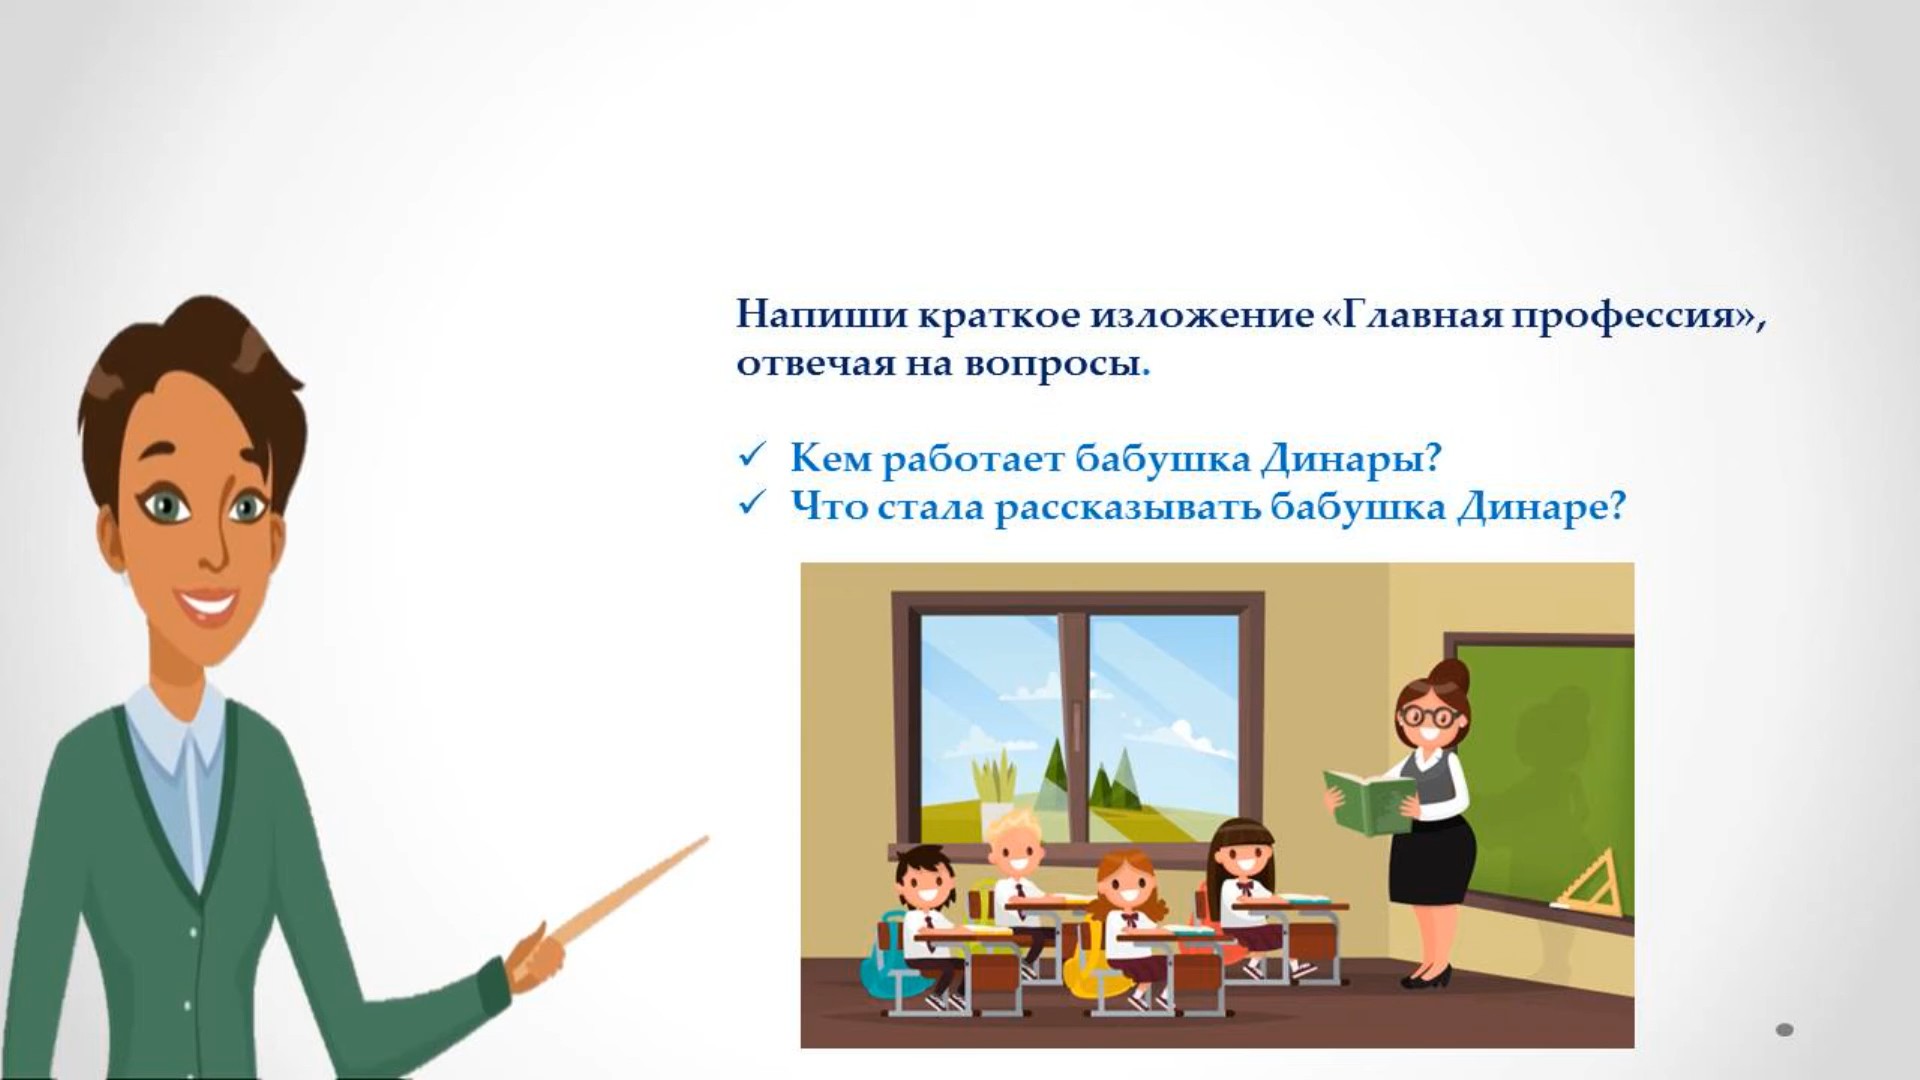 Напиши краткое изложение «Главная профессия»,
отвечая на вопросы.
✓ Кем работает бабушка Динары?
✓ Что стала рассказывать бабушка Динаре?